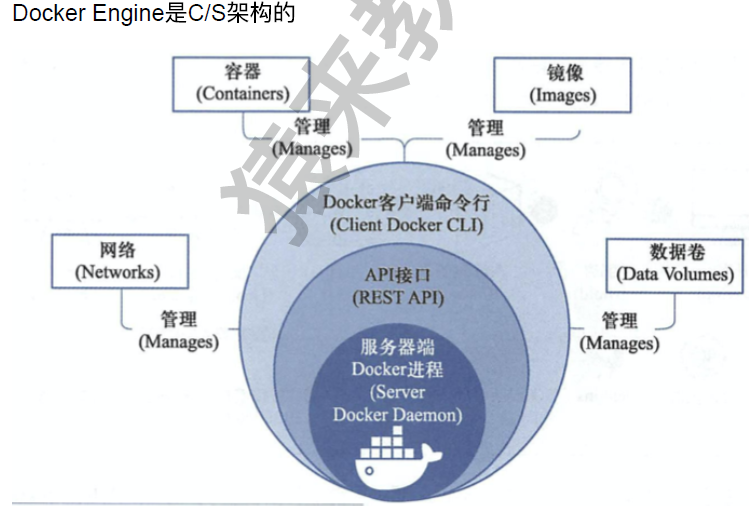 Docker Engine是C/S架构的
容器
(Containers)
镜像
(Images)
管理
(Manages)
管理
(Manages)
Docker客户端命令行
(Client Docker CLI)
网络
(Networks)
数据卷
(Data Volumes)
API接口
(REST API)
管理
(Manages)
管理
(Manages)
服务器端
Docker进程
(Server
Docker Daemon)
猿来教